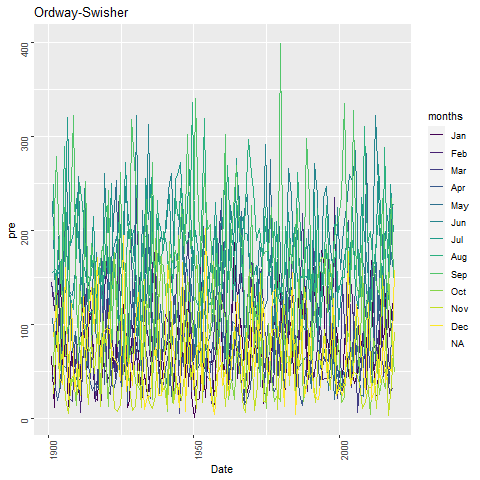 Ordway-Swisher
400
300
200
100
0
pre
1900
1950
2000
Date
months
Jan
Feb
Mar
Apr
May
Jun
Jul
Aug
Sep
Oct
Nov
Dec
NA